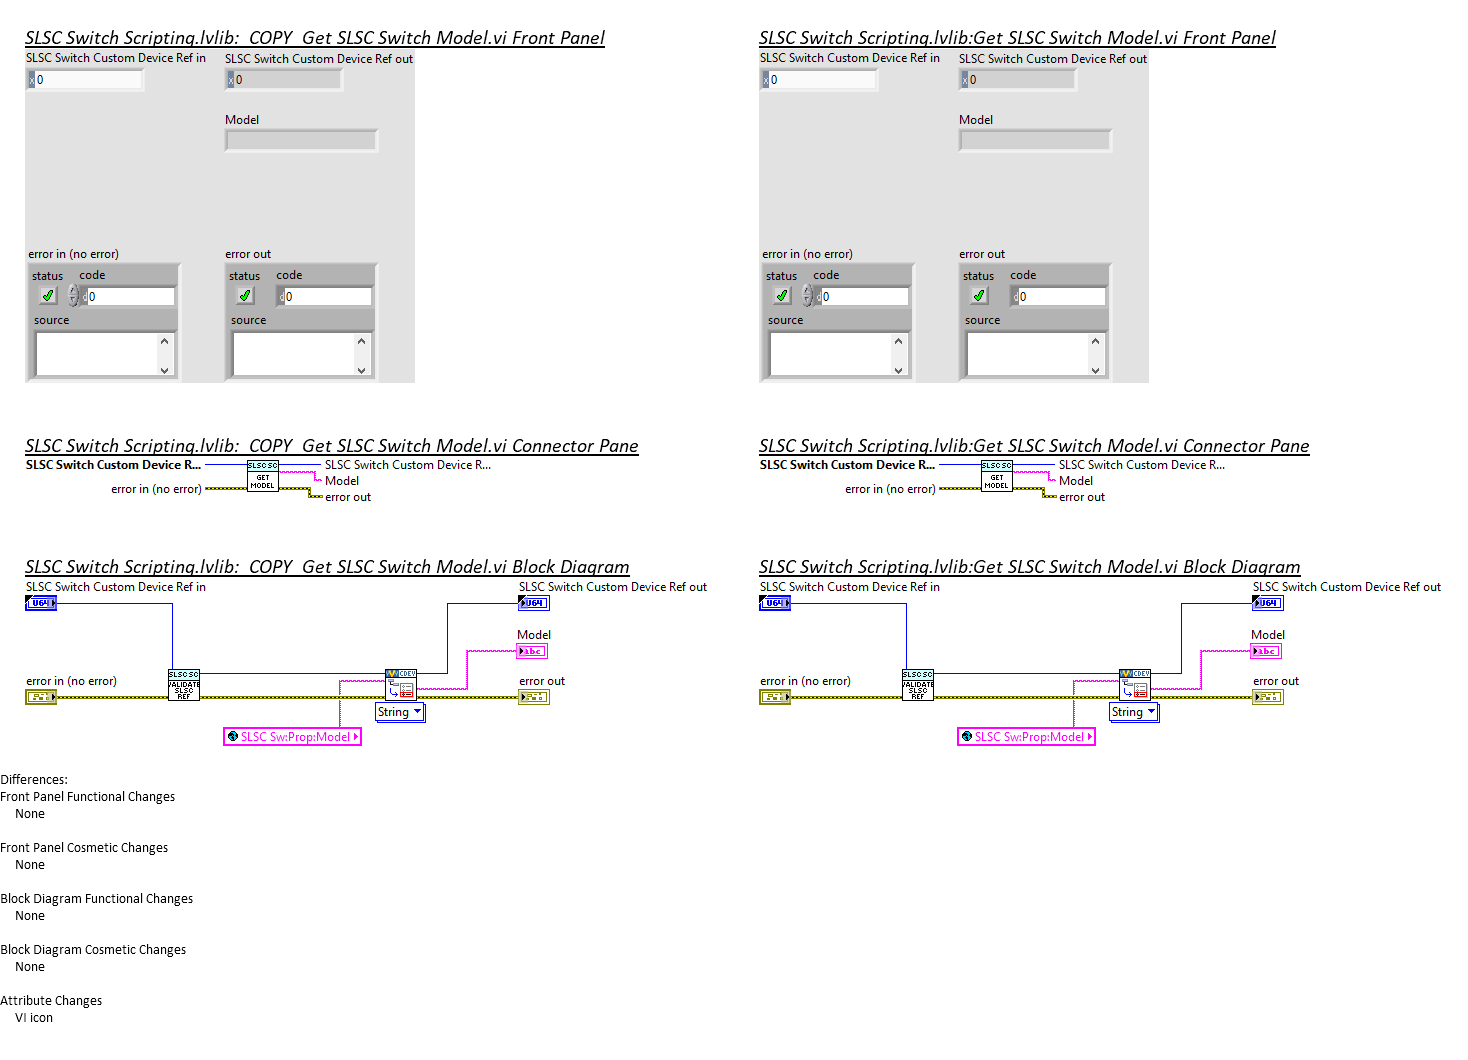 SLSC Switch Scripting.lvlib:_COPY_Get SLSC Switch Model.vi Front Panel
SLSC Switch Custom Device Ref in
SLSC Switch Custom Device Ref out
x 0
x 0
Model
error in (no error)
error out
status
code
status
code
d 0
d 0
source
source
SLSC Switch Scripting.lvlib:Get SLSC Switch Model.vi Front Panel
SLSC Switch Custom Device Ref in
SLSC Switch Custom Device Ref out
x 0
x 0
Model
error in (no error)
error out
status
code
status
code
d 0
d 0
source
source
SLSC Switch Scripting.lvlib:_COPY_Get SLSC Switch Model.vi Connector Pane
SLSC Switch Custom Device R...
SLSC SC
GET
MODEL
SLSC Switch Custom Device R...
Model
error in (no error)
error out
SLSC Switch Scripting.lvlib:Get SLSC Switch Model.vi Connector Pane
SLSC Switch Custom Device R...
SLSC SC
GET
MODEL
SLSC Switch Custom Device R...
Model
error in (no error)
error out
SLSC Switch Scripting.lvlib:_COPY_Get SLSC Switch Model.vi Block Diagram
SLSC Switch Custom Device Ref in
SLSC Switch Custom Device Ref out
U64
U64
Model
abc
error in (no error)
SLSC SC
VALIDATE
SLSC
REF
CDEV
error out
String
SLSC Sw:Prop:Model
SLSC Switch Scripting.lvlib:Get SLSC Switch Model.vi Block Diagram
SLSC Switch Custom Device Ref in
SLSC Switch Custom Device Ref out
U64
U64
Model
abc
error in (no error)
SLSC SC
VALIDATE
SLSC
REF
CDEV
error out
String
SLSC Sw:Prop:Model
Differences:
Front Panel Functional Changes
None
Front Panel Cosmetic Changes
None
Block Diagram Functional Changes
None
Block Diagram Cosmetic Changes
None
Attribute Changes
VI icon